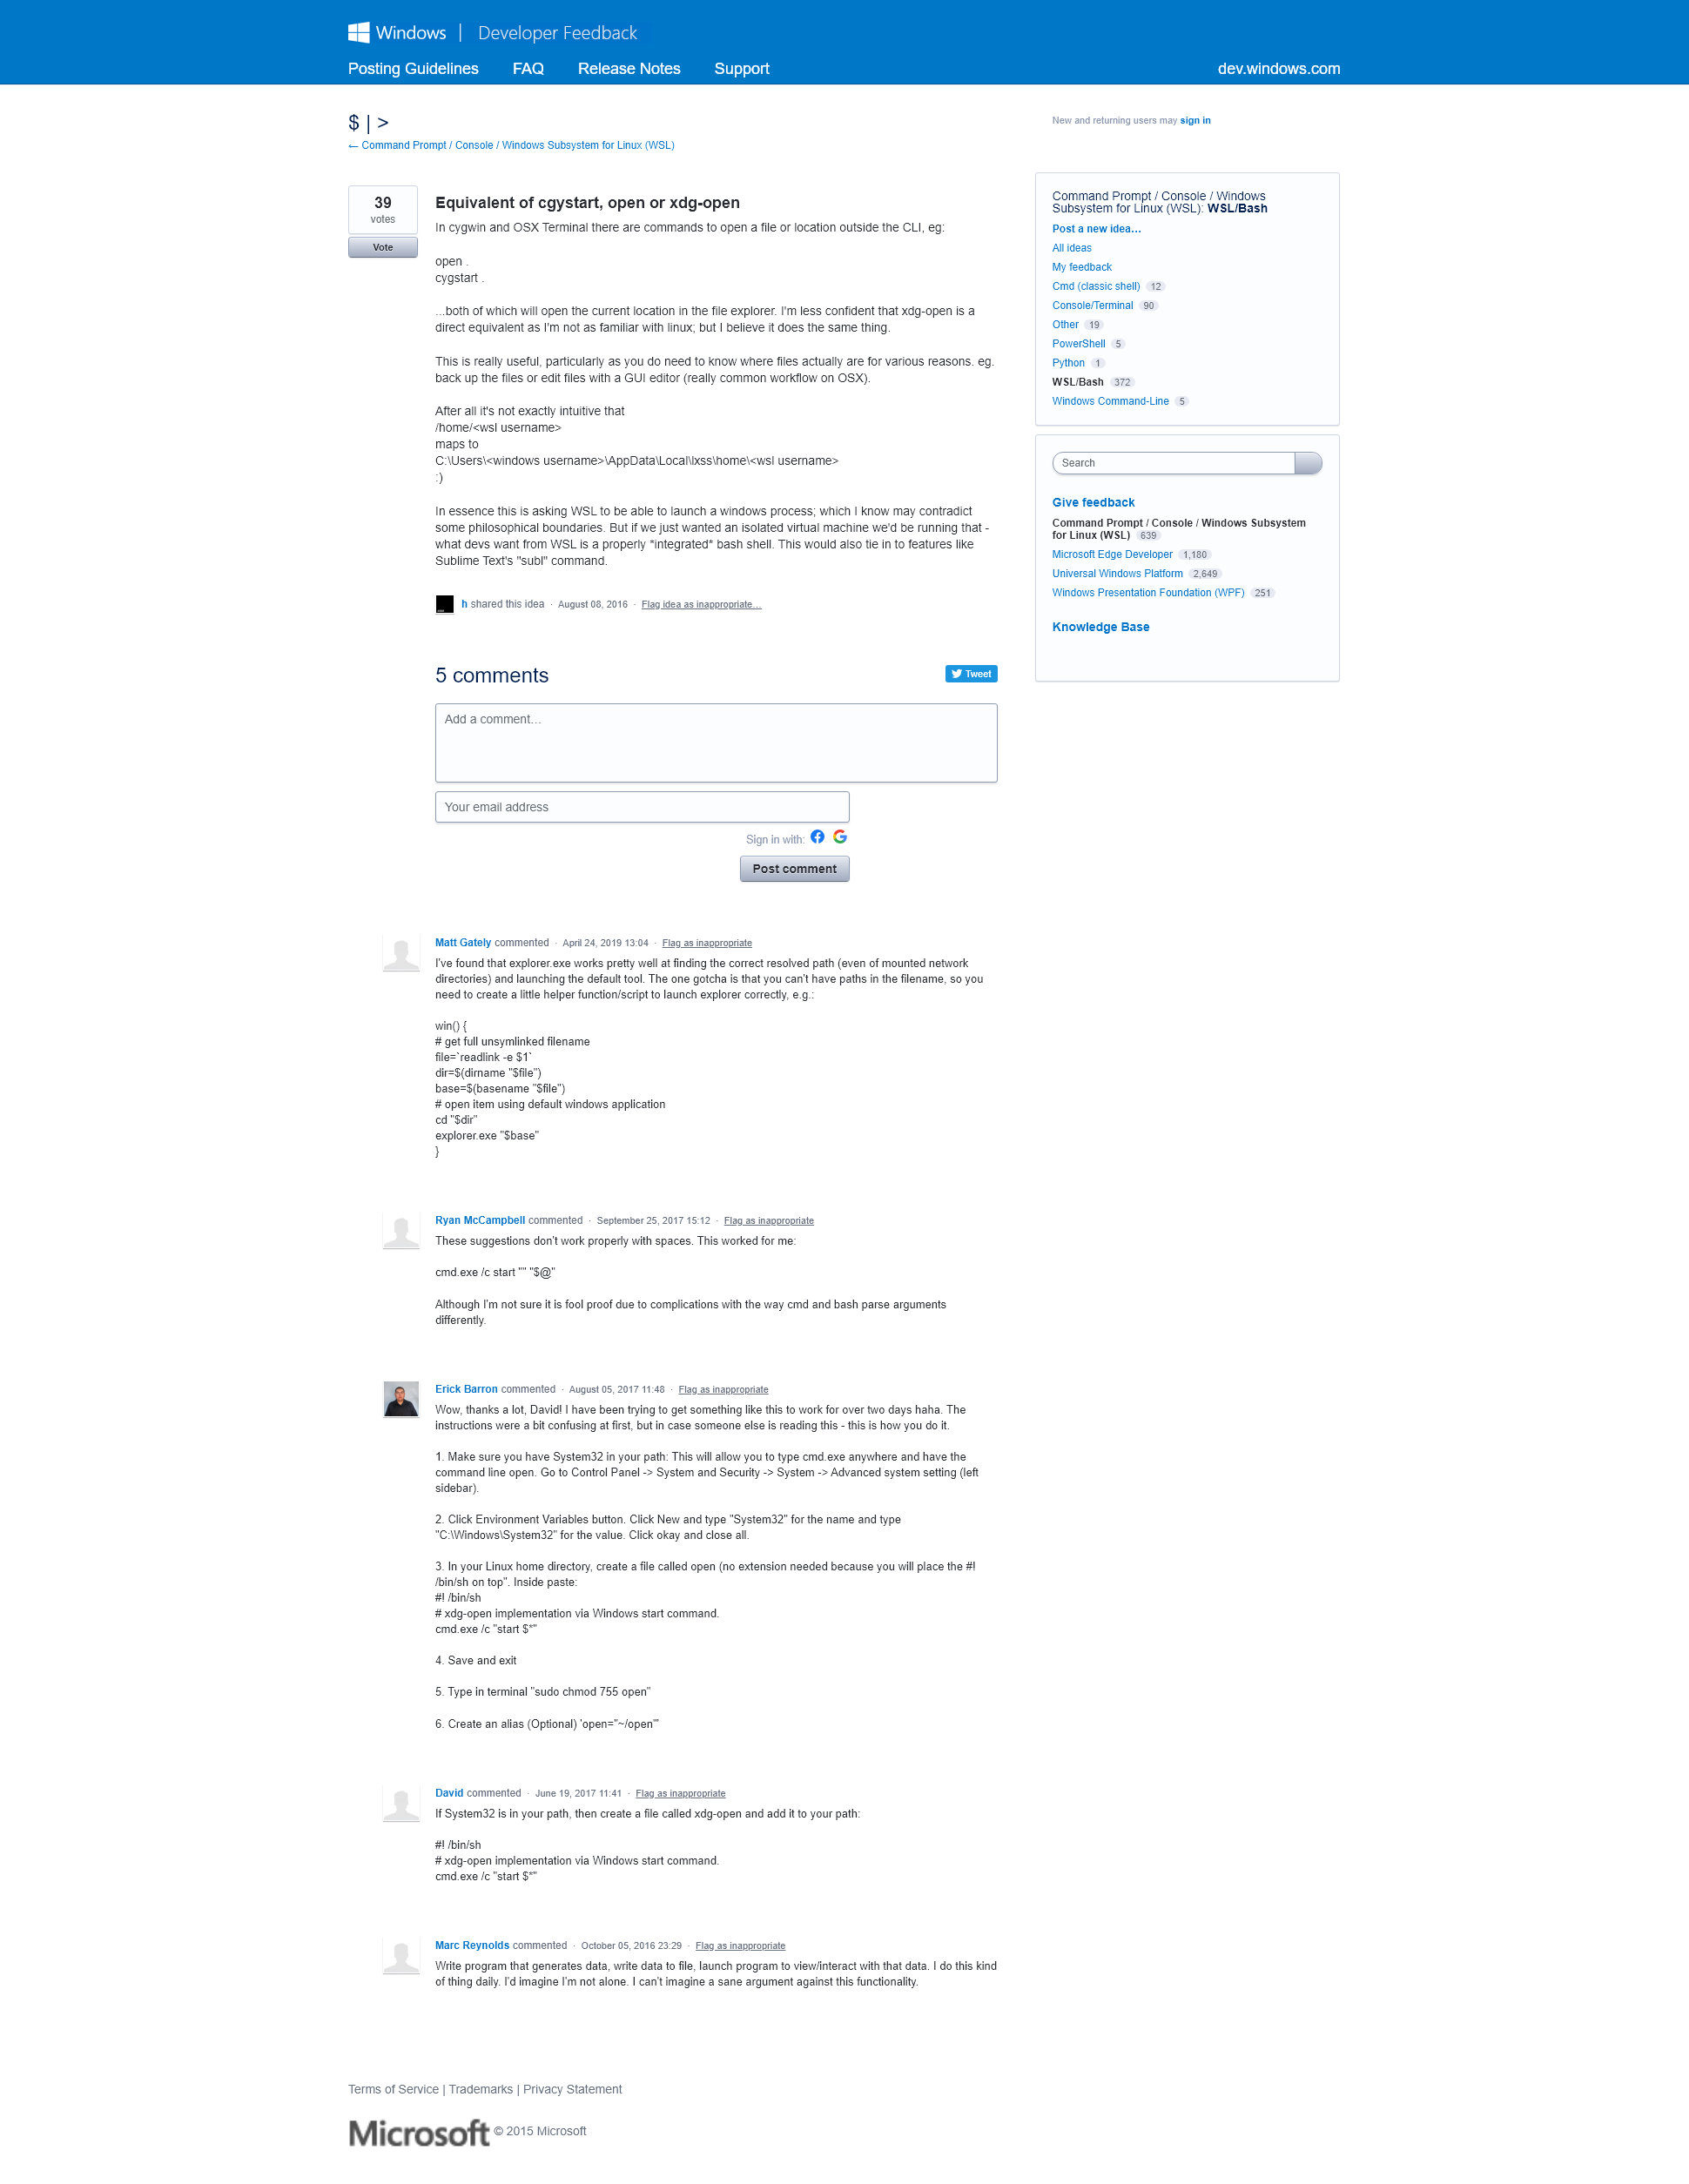 Windows | Developer Feedback
Posting Guidelines FAQ Release Notes Support dev.windows.com
$ | >
← Command Prompt / Console / Windows Subsystem for Linux (WSL)
New and returning users may sign in
39
votes
Vote
Equivalent of cgystart, open or xdg-open
In cygwin and OSX Terminal there are commands to open a file or location outside the CLI, eg:
open .
cygstart .
...both of which will open the current location in the file explorer. I'm less confident that xdg-open is a
direct equivalent as I'm not as familiar with linux; but I believe it does the same thing.
This is really useful, particularly as you do need to know where files actually are for various reasons. eg.
back up the files or edit files with a GUI editor (really common workflow on OSX).
After all it's not exactly intuitive that
/home/<wsl username>
maps to
C:\Users\<windows username>\AppData\Local\lxss\home\<wsl username>
:)
In essence this is asking WSL to be able to launch a windows process; which I know may contradict
some philosophical boundaries. But if we just wanted an isolated virtual machine we'd be running that -
what devs want from WSL is a properly "integrated" bash shell. This would also tie in to features like
Sublime Text's "subl" command.
h shared this idea · August 08, 2016 · Flag idea as inappropriate…
5 comments
Tweet
Add a comment…
Your email address
Sign in with:
Post comment
Matt Gately commented · April 24, 2019 13:04 · Flag as inappropriate
I've found that explorer.exe works pretty well at finding the correct resolved path (even of mounted network
directories) and launching the default tool. The one gotcha is that you can't have paths in the filename, so you
need to create a little helper function/script to launch explorer correctly, e.g.:
win() {
# get full unsymlinked filename
file=`readlink -e $1`
dir=$(dirname "$file")
base=$(basename "$file")
# open item using default windows application
cd "$dir"
explorer.exe "$base"
}
Ryan McCampbell commented · September 25, 2017 15:12 · Flag as inappropriate
These suggestions don't work properly with spaces. This worked for me:
cmd.exe /c start "" "$@"
Although I'm not sure it is fool proof due to complications with the way cmd and bash parse arguments
differently.
Erick Barron commented · August 05, 2017 11:48 · Flag as inappropriate
Wow, thanks a lot, David! I have been trying to get something like this to work for over two days haha. The
instructions were a bit confusing at first, but in case someone else is reading this - this is how you do it.
1. Make sure you have System32 in your path: This will allow you to type cmd.exe anywhere and have the
command line open. Go to Control Panel -> System and Security -> System -> Advanced system setting (left
sidebar).
2. Click Environment Variables button. Click New and type "System32" for the name and type
"C:\Windows\System32" for the value. Click okay and close all.
3. In your Linux home directory, create a file called open (no extension needed because you will place the #!
/bin/sh on top". Inside paste:
#! /bin/sh
# xdg-open implementation via Windows start command.
cmd.exe /c "start $*"
4. Save and exit
5. Type in terminal "sudo chmod 755 open"
6. Create an alias (Optional) 'open="~/open"'
David commented · June 19, 2017 11:41 · Flag as inappropriate
If System32 is in your path, then create a file called xdg-open and add it to your path:
#! /bin/sh
# xdg-open implementation via Windows start command.
cmd.exe /c "start $*"
Marc Reynolds commented · October 05, 2016 23:29 · Flag as inappropriate
Write program that generates data, write data to file, launch program to view/interact with that data. I do this kind
of thing daily. I'd imagine I'm not alone. I can't imagine a sane argument against this functionality.
Command Prompt / Console / Windows
Subsystem for Linux (WSL): WSL/Bash
Post a new idea…
All ideas
My feedback
Cmd (classic shell) 12
Console/Terminal 90
Other 19
PowerShell 5
Python 1
WSL/Bash 372
Windows Command-Line 5
Search
Give feedback
Command Prompt / Console / Windows Subsystem
for Linux (WSL) 639
Microsoft Edge Developer 1,180
Universal Windows Platform 2,649
Windows Presentation Foundation (WPF) 251
Knowledge Base
Terms of Service | Trademarks | Privacy Statement
Microsoft © 2015 Microsoft